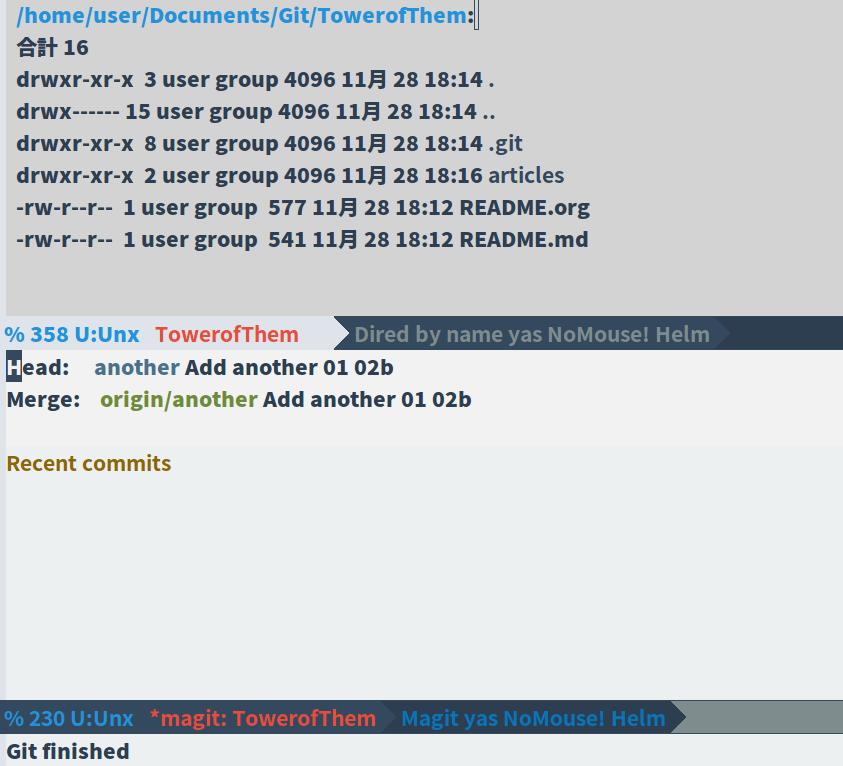 /home/user/Documents/Git/TowerofThem:
合計 16
drwxr-xr-x 3 user group 4096 11月 28 18:14 .
drwx------ 15 user group 4096 11月 28 18:14 ..
drwxr-xr-x 8 user group 4096 11月 28 18:14 .git
drwxr-xr-x 2 user group 4096 11月 28 18:16 articles
-rw-r--r-- 1 user group 577 11月 28 18:12 README.org
-rw-r--r-- 1 user group 541 11月 28 18:12 README.md
% 358 U:Unx TowerofThem Dired by name yas NoMouse! Helm
Head: another Add another 01 02b
Merge: origin/another Add another 01 02b
Recent commits
% 230 U:Unx *magit: TowerofThem Magit yas NoMouse! Helm
Git finished